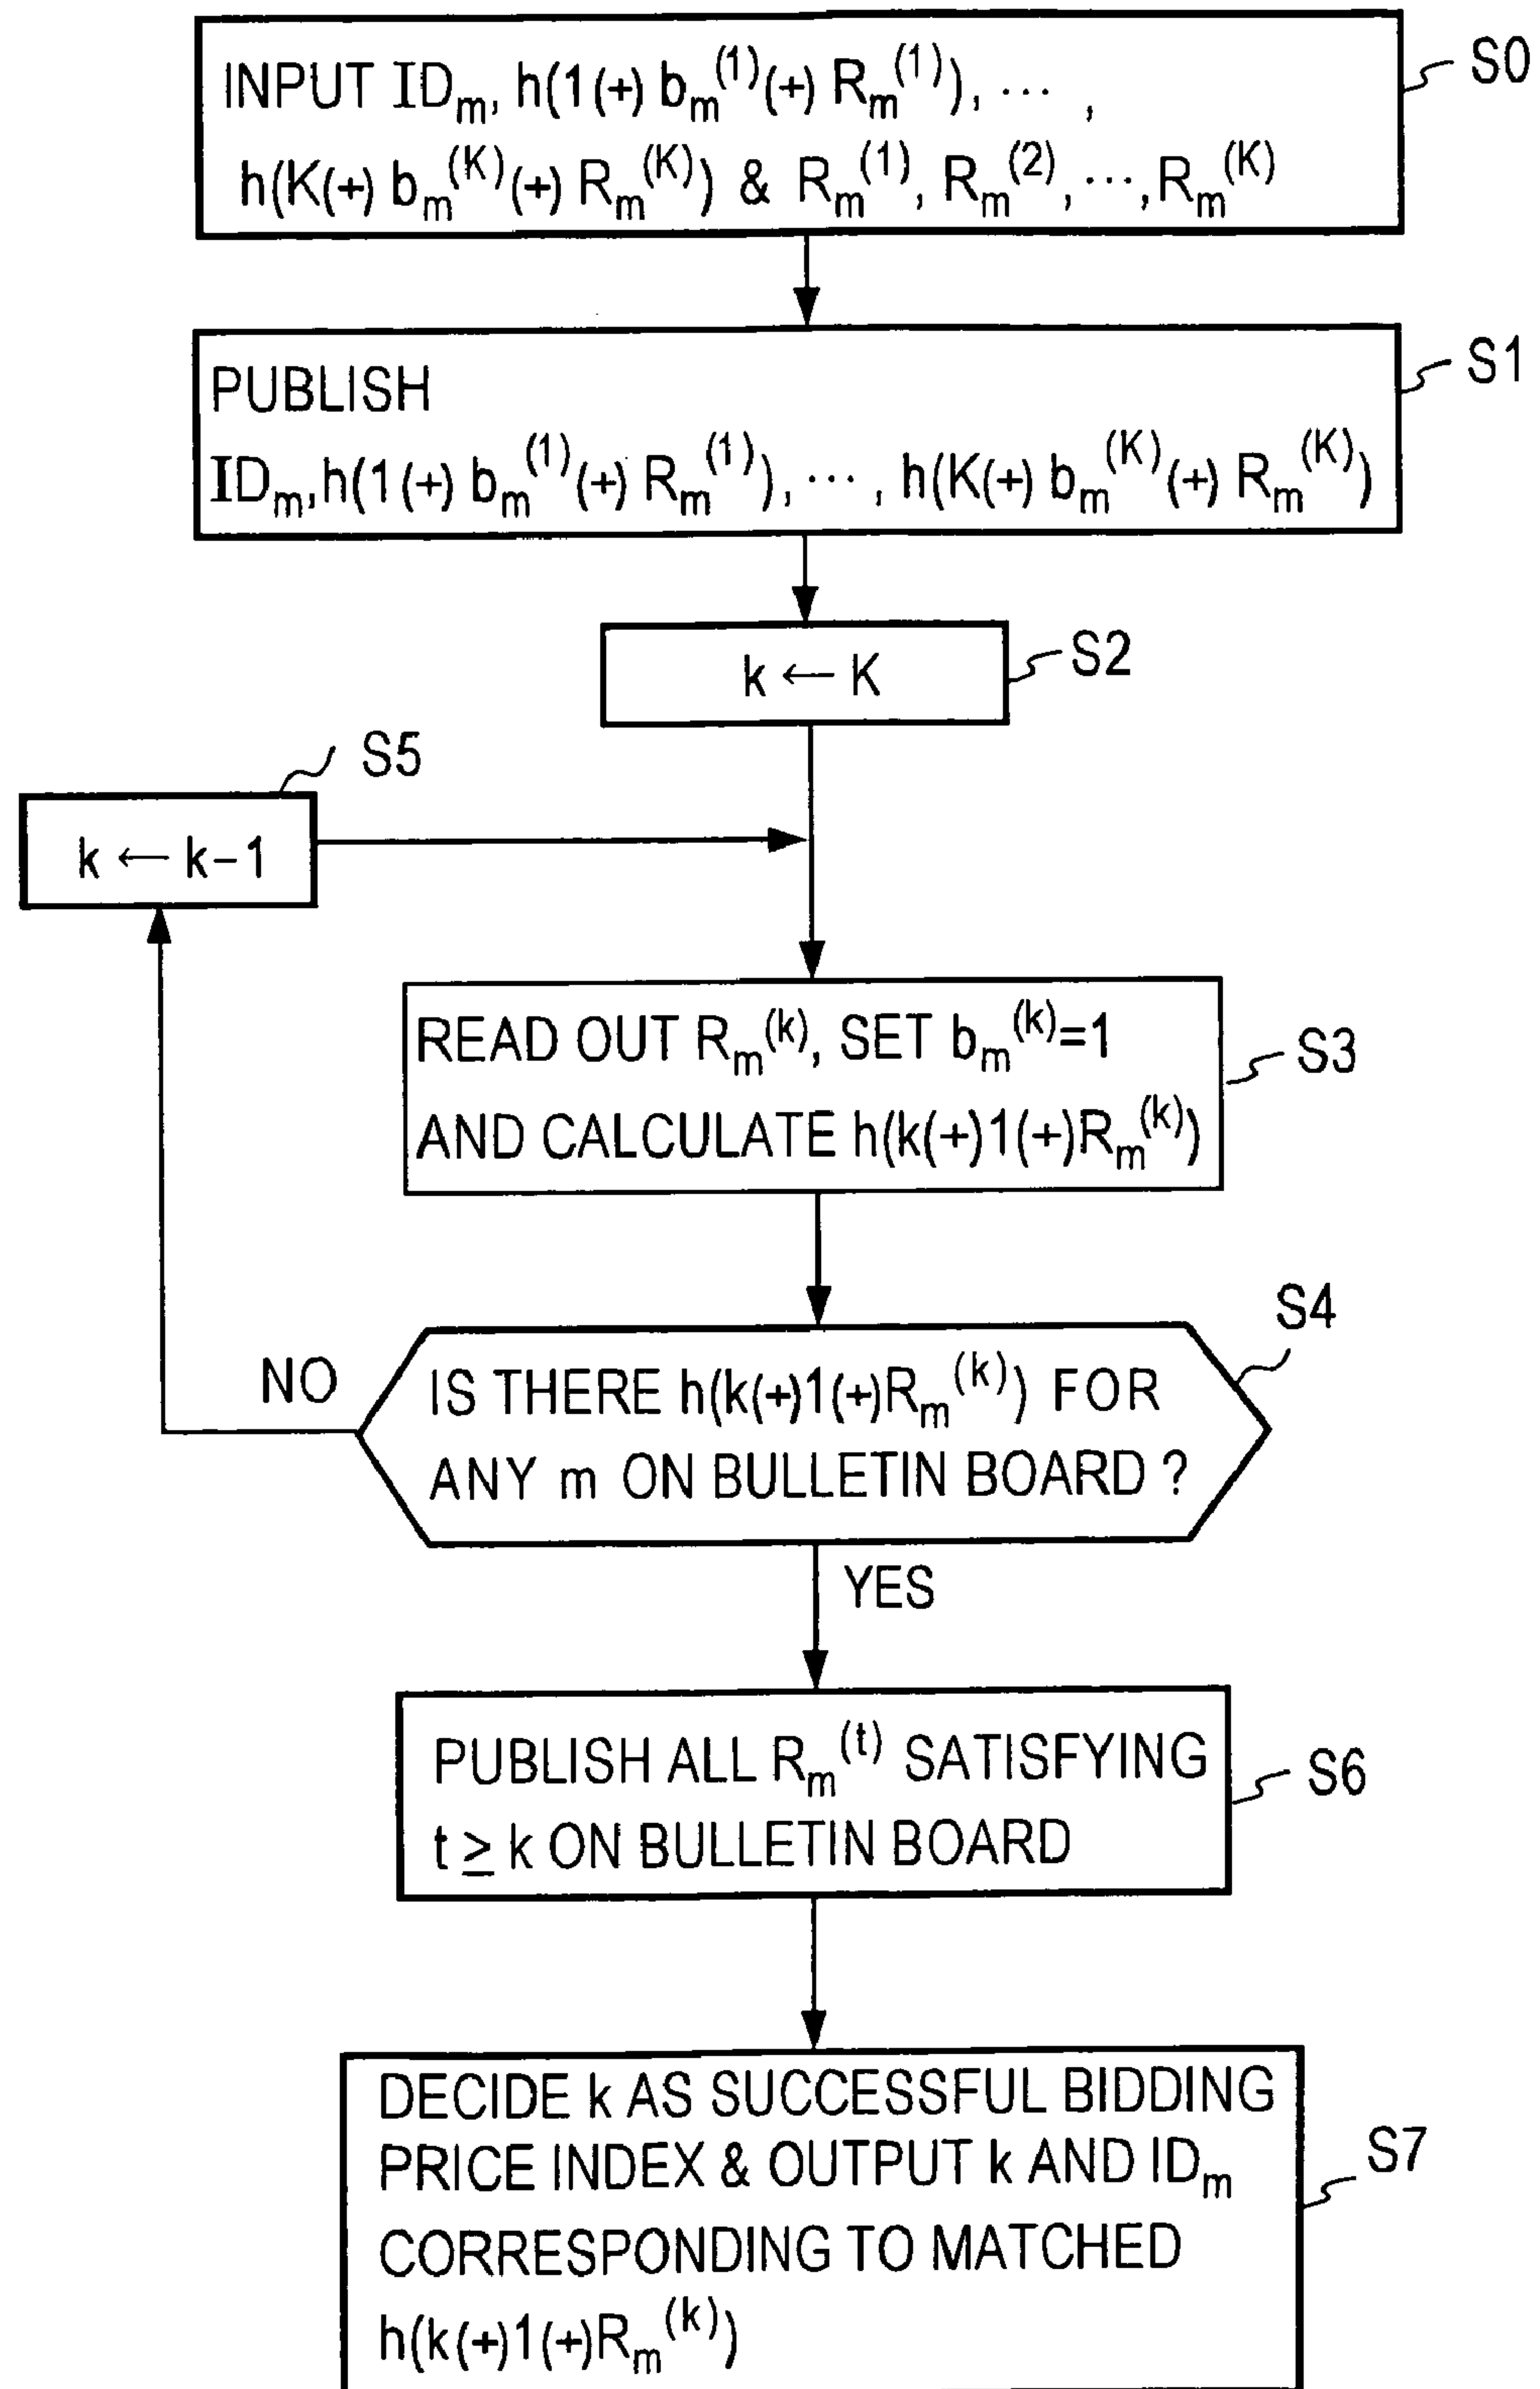 INPUT IDₘ, h(1(+) bₘ⁽¹⁾(+) Rₘ⁽¹⁾), ··· ,
h(K(+) bₘ⁽ᴷ⁾(+) Rₘ⁽ᴷ⁾) & Rₘ⁽¹⁾, Rₘ⁽²⁾, ···, Rₘ⁽ᴷ⁾
S0
PUBLISH
IDₘ, h(1(+) bₘ⁽¹⁾(+) Rₘ⁽¹⁾), ··· , h(K(+) bₘ⁽ᴷ⁾(+) Rₘ⁽ᴷ⁾)
S1
k ← K
S2
S5
k ← k-1
READ OUT Rₘ⁽ᵏ⁾, SET bₘ⁽ᵏ⁾=1
AND CALCULATE h(k(+)1(+)Rₘ⁽ᵏ⁾)
S3
S4
NO
IS THERE h(k(+)1(+)Rₘ⁽ᵏ⁾) FOR
ANY m ON BULLETIN BOARD ?
YES
PUBLISH ALL Rₘ⁽ᵗ⁾ SATISFYING
t ≥ k ON BULLETIN BOARD
S6
DECIDE k AS SUCCESSFUL BIDDING
PRICE INDEX & OUTPUT k AND IDₘ
CORRESPONDING TO MATCHED
h(k(+)1(+)Rₘ⁽ᵏ⁾)
S7